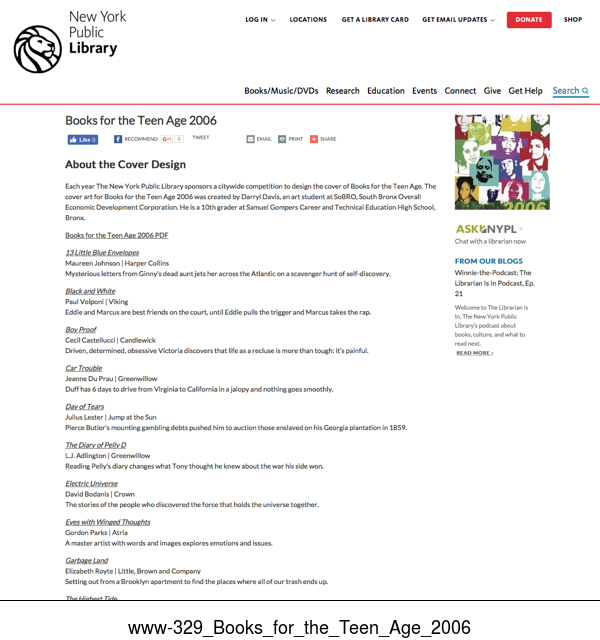 New York
Public
Library
LOG IN
LOCATIONS
GET A LIBRARY CARD
GET EMAIL UPDATES
DONATE
SHOP
Books/Music/DVDs Research Education Events Connect Give Get Help Search
Books for the Teen Age 2006
Like 0
RECOMMEND
G+1 0
TWEET
EMAIL
PRINT
SHARE
About the Cover Design
Each year The New York Public Library sponsors a citywide competition to design the cover of Books for the Teen Age. The
cover art for Books for the Teen Age 2006 was created by Darryl Davis, an art student at SoBRO, South Bronx Overall
Economic Development Corporation. He is a 10th grader at Samuel Gompers Career and Technical Education High School,
Bronx.
Books for the Teen Age 2006 PDF
13 Little Blue Envelopes
Maureen Johnson | Harper Collins
Mysterious letters from Ginny's dead aunt jets her across the Atlantic on a scavenger hunt of self-discovery.
Black and White
Paul Volponi | Viking
Eddie and Marcus are best friends on the court, until Eddie pulls the trigger and Marcus takes the rap.
Boy Proof
Cecil Castellucci | Candlewick
Driven, determined, obsessive Victoria discovers that life as a recluse is more than tough: it's painful.
Car Trouble
Jeanne Du Prau | Greenwillow
Duff has 6 days to drive from Virginia to California in a jalopy and nothing goes smoothly.
Day of Tears
Julius Lester | Jump at the Sun
Pierce Butler's mounting gambling debts pushed him to auction those enslaved on his Georgia plantation in 1859.
The Diary of Pelly D
L.J. Adlington | Greenwillow
Reading Pelly's diary changes what Tony thought he knew about the war his side won.
Electric Universe
David Bodanis | Crown
The stories of the people who discovered the force that holds the universe together.
Eyes with Winged Thoughts
Gordon Parks | Atria
A master artist with words and images explores emotions and issues.
Garbage Land
Elizabeth Royte | Little, Brown and Company
Setting out from a Brooklyn apartment to find the places where all of our trash ends up.
The Highest Tide
2006
ASK NYPL >
Chat with a librarian now
FROM OUR BLOGS
Winnie-the-Podcast: The
Librarian Is In Podcast, Ep.
21
Welcome to The Librarian is
In, The New York Public
Library's podcast about
books, culture, and what to
read next.
READ MORE ›
www-329_Books_for_the_Teen_Age_2006